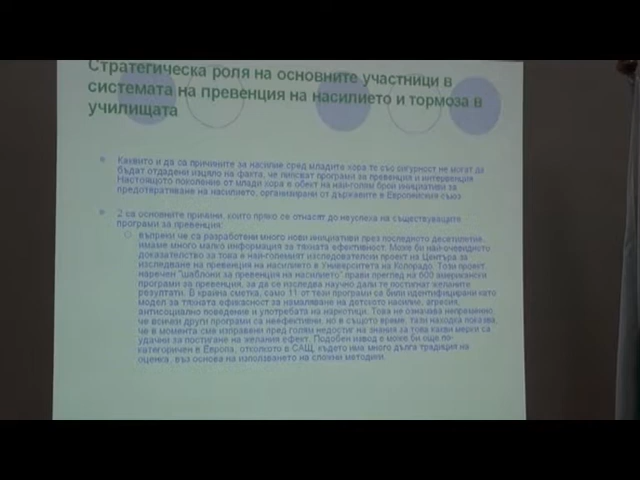 Стратегическа роля на основните участници в
системата на превенция на насилието и тормоза в
училищата
Каквито и да са причините за насилие сред младите хора те със сигурност не могат да
бъдат отдадени изцяло на факта, че липсват програми за превенция и интервенция.
Настоящото поколение от млади хора е обект на най-голям брой инициативи за
предотвратяване на насилието, организирани от държавите в Европейския съюз.
2 са основните причини, които пряко се отнасят до неуспеха на съществуващите
програми за превенция:
въпреки че са разработени много нови инициативи през последното десетилетие,
имаме много малко информация за тяхната ефективност. Може би най-очевидното
доказателство за това е най-големият изследователски проект на Центъра за
изследване на превенция на насилието в Университета на Колорадо. Този проект,
наречен "шаблони за превенция на насилието" прави преглед на 600 американски
програми за превенция, за да се изследва научно дали те постигнат желаните
резултати. В крайна сметка, само 11 от тези програми са били идентифицирани като
модел за тяхната ефикасност за намаляване на детското насилие, агресия,
антисоциално поведение и употребата на наркотици. Това не означава непременно,
че всички други програми са неефективни, но в същото време, тази находка показва,
че в момента сме изправени пред голям недостиг на знания за това какви мерки са
удачни за постигане на желания ефект. Подобен извод е може би още по-
категоричен в Европа, отколкото в САЩ, където има много дълга традиция на
оценка, въз основа на използването на сложни методики.